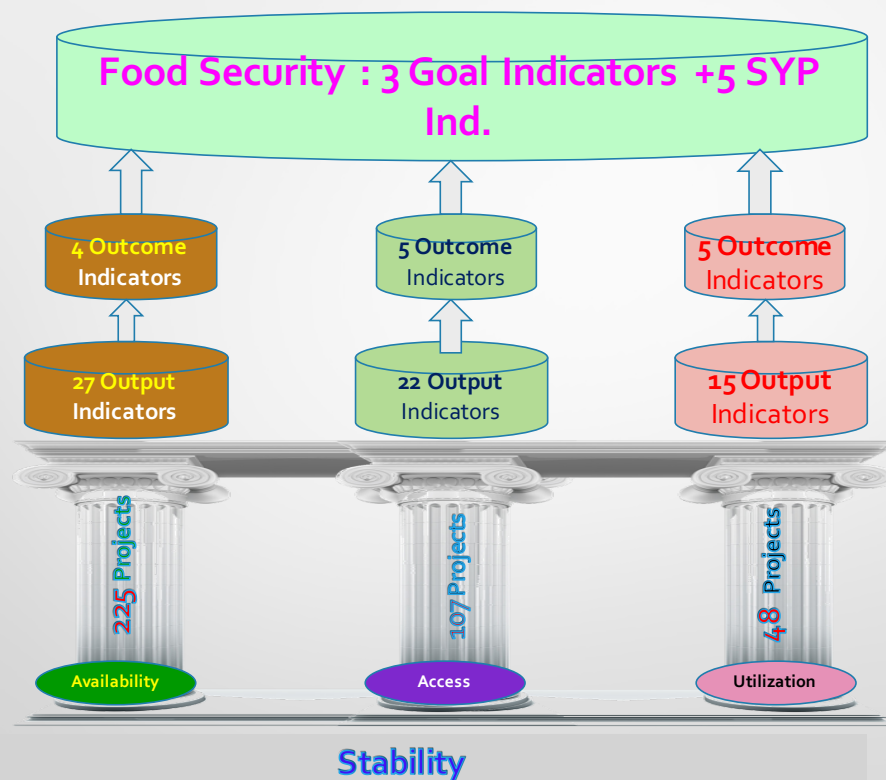 Food Security : 3 Goal Indicators +5 SYP
Ind.
4 Outcome
Indicators
5 Outcome
Indicators
5 Outcome
Indicators
27 Output
Indicators
22 Output
Indicators
15 Output
Indicators
225 Projects
107 Projects
48 Projects
Availability
Access
Utilization
Stability